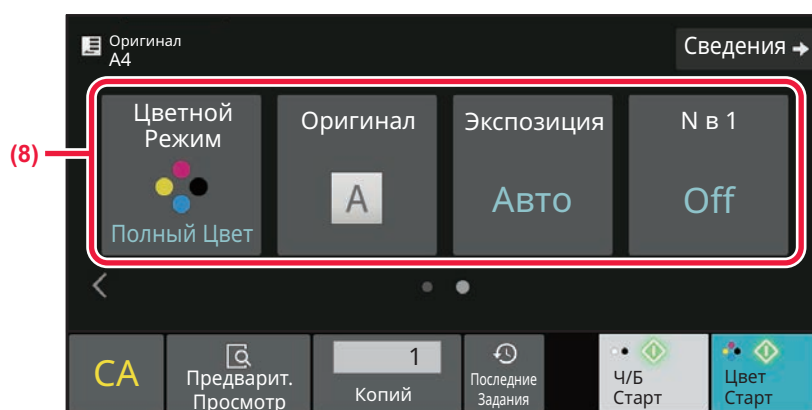 Оригинал
A4
Сведения
(8)
Цветной
Режим
Полный Цвет
Оригинал
A
Экспозиция
Авто
N в 1
Off
CA
Предварит.
Просмотр
1
Копий
Последние
Задания
Ч/Б
Старт
Цвет
Старт